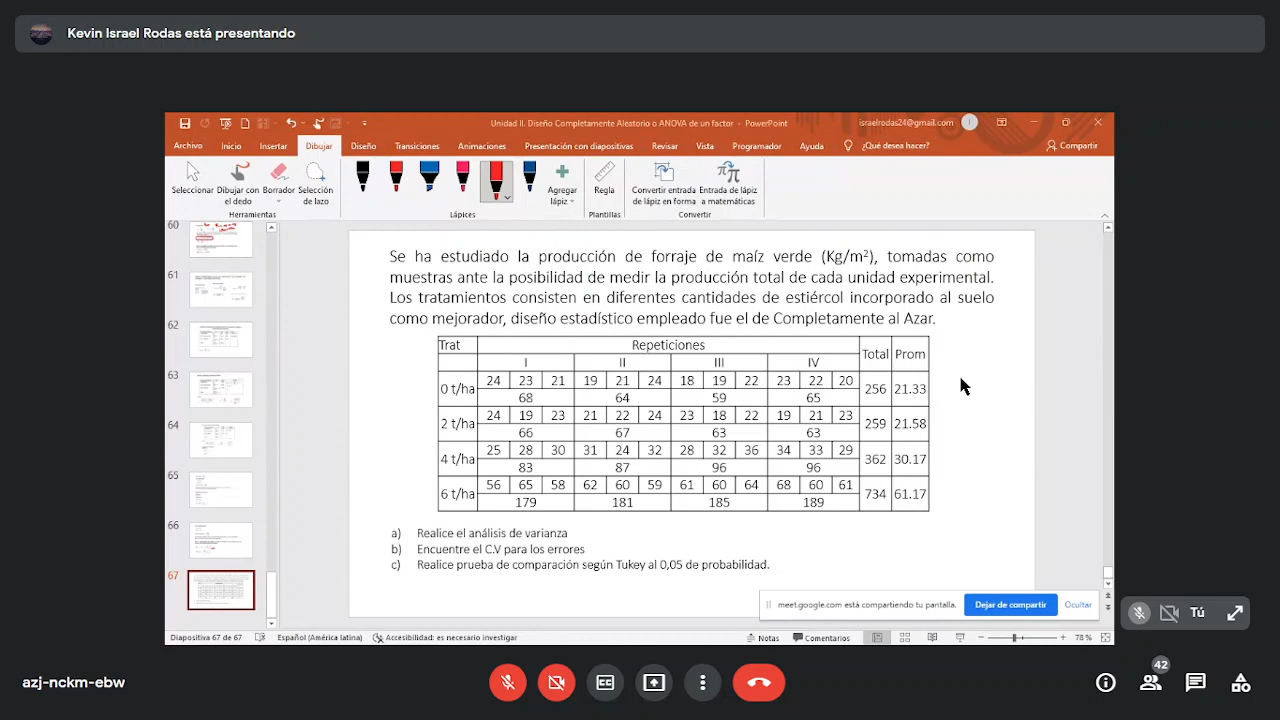 Kevin Israel Rodas está presentando
Unidad II. Diseño Completamente Aleatorio o ANOVA de un factor - PowerPoint
israelrodas24@gmail.com
I
Archivo Inicio Insertar Dibujar Diseño Transiciones Animaciones Presentación con diapositivas Revisar Vista Programador Ayuda ¿Qué desea hacer? Compartir
Seleccionar Dibujar con el dedo Borrador Selección de lazo Agregar lápiz Regla Convertir entrada de lápiz en forma Entrada de lápiz a matemáticas
Herramientas Lápices Plantillas Convertir
60
61
62
63
64
65
66
67
Se ha estudiado la producción de forraje de maíz verde (Kg/m²), tomadas como
muestras ante la posibilidad de medir la producción total de cada unidad experimental.
Los tratamientos consisten en diferentes cantidades de estiércol incorporado al suelo
como mejorador, diseño estadístico empleado fue el de Completamente al Azar.
Trat Repeticiones Total Prom
I II III IV
0 t/ha 24 23 21 19 21 24 18 19 22 23 22 20 256 21.33
68 64 59 65
2 t/ha 24 19 23 21 22 24 23 18 22 19 21 23 259 21.58
66 67 63 63
4 t/ha 25 28 30 31 24 32 28 32 36 34 33 29 362 30.17
83 87 96 96
6 t/ha 56 65 58 62 60 59 61 60 64 68 60 61 734 61.17
179 181 185 189
a) Realice el análisis de varianza
b) Encuentre el C.V para los errores
c) Realice prueba de comparación según Tukey al 0,05 de probabilidad.
meet.google.com está compartiendo tu pantalla. Dejar de compartir Ocultar
Tú
Diapositiva 67 de 67 Español (América latina) Accesibilidad: es necesario investigar Notas Comentarios 78 %
azj-nckm-ebw
42